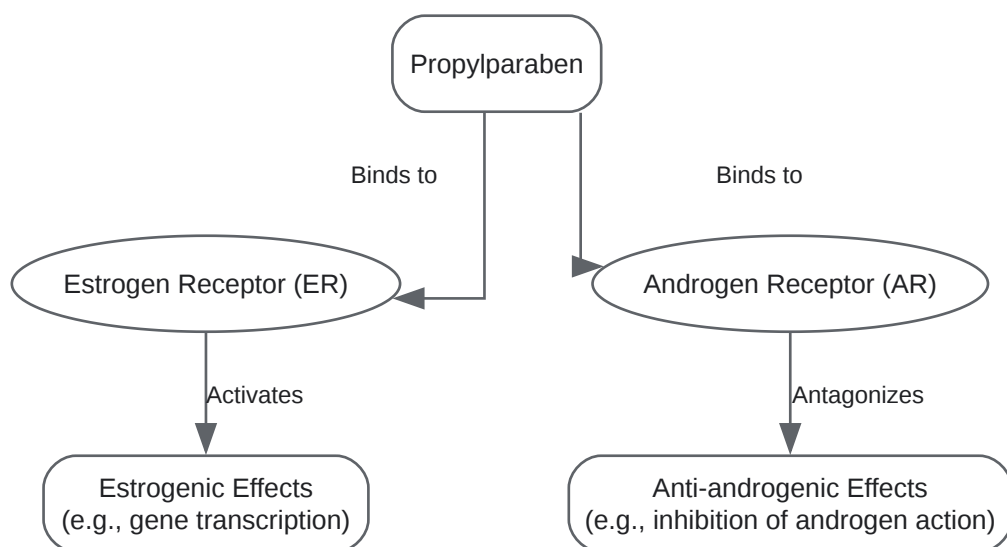 Propylparaben
Binds to
Binds to
Estrogen Receptor (ER)
Androgen Receptor (AR)
Activates
Antagonizes
Estrogenic Effects
(e.g., gene transcription)
Anti-androgenic Effects
(e.g., inhibition of androgen action)